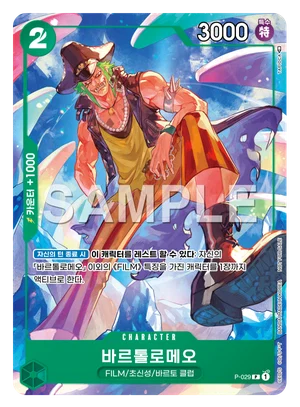 2
3000
특수
特
카운터 +1000
SAMPLE
자신의 턴 종료 시 이 캐릭터를 레스트 할 수 있다: 자신의
「바르톨로메오」 이외의 《FILM》 특징을 가진 캐릭터를 1장까지
액티브로 한다.
CHARACTER
바르톨로메오
FILM/초신성/바르토 클럽
P-029 P 1